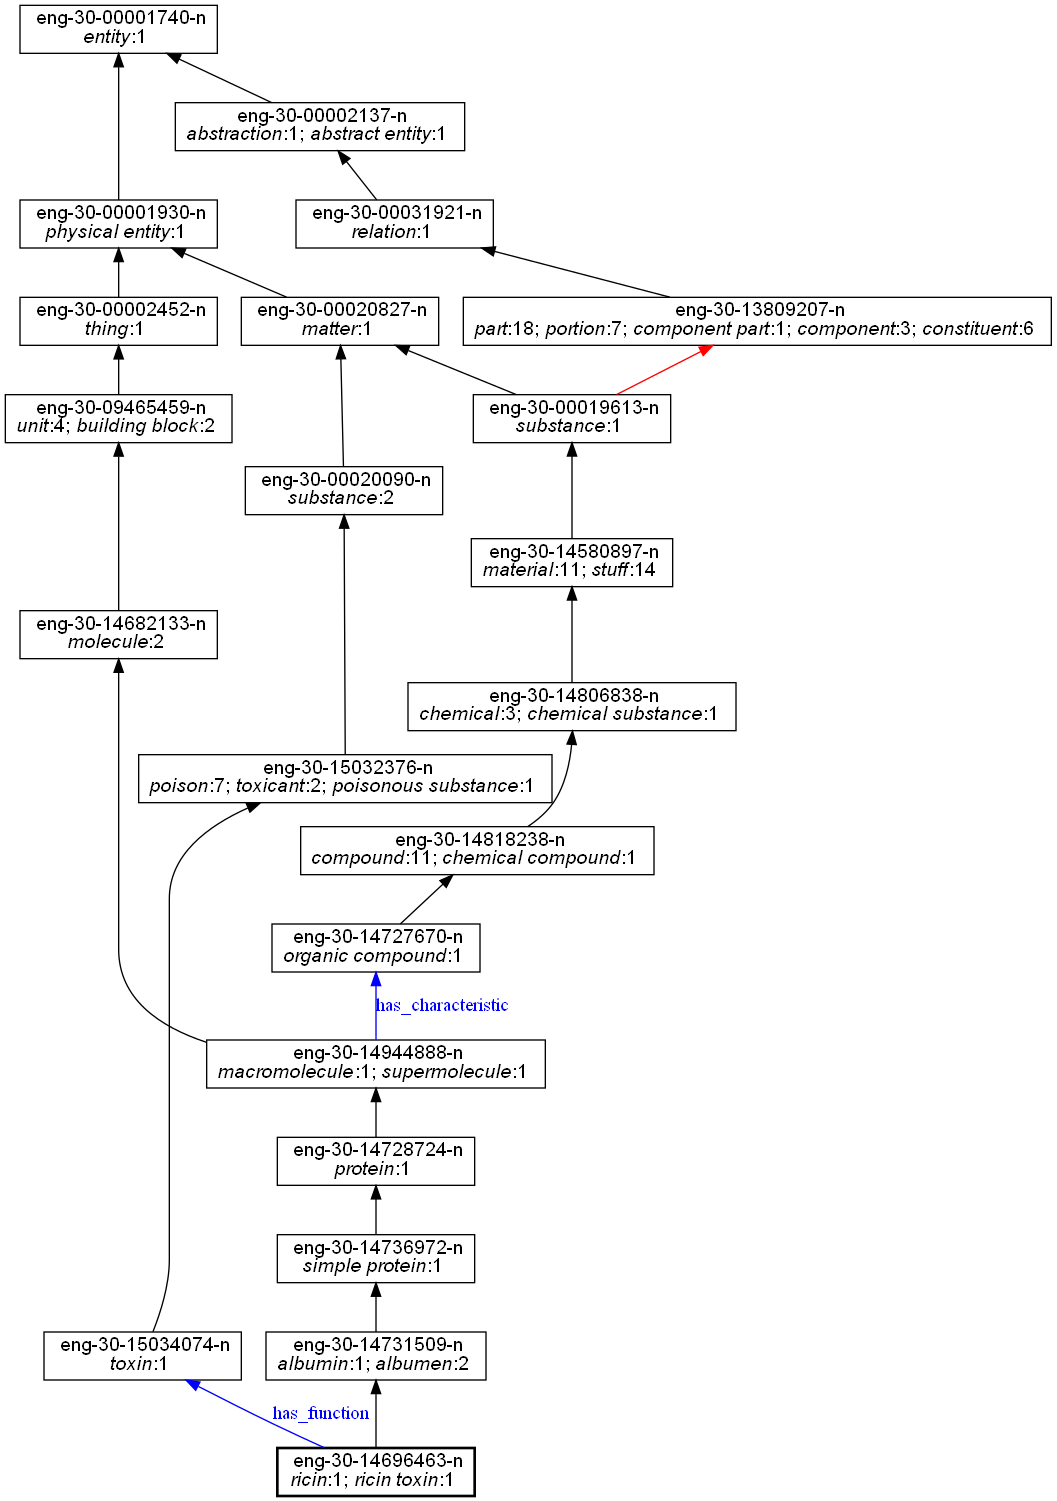 eng-30-00001740-n
entity:1
eng-30-00002137-n
abstraction:1; abstract entity:1
eng-30-00001930-n
physical entity:1
eng-30-00031921-n
relation:1
eng-30-00002452-n
thing:1
eng-30-00020827-n
matter:1
eng-30-13809207-n
part:18; portion:7; component part:1; component:3; constituent:6
eng-30-09465459-n
unit:4; building block:2
eng-30-00019613-n
substance:1
eng-30-00020090-n
substance:2
eng-30-14580897-n
material:11; stuff:14
eng-30-14682133-n
molecule:2
eng-30-14806838-n
chemical:3; chemical substance:1
eng-30-15032376-n
poison:7; toxicant:2; poisonous substance:1
eng-30-14818238-n
compound:11; chemical compound:1
eng-30-14727670-n
organic compound:1
has_characteristic
eng-30-14944888-n
macromolecule:1; supermolecule:1
eng-30-14728724-n
protein:1
eng-30-14736972-n
simple protein:1
eng-30-15034074-n
toxin:1
eng-30-14731509-n
albumin:1; albumen:2
has_function
eng-30-14696463-n
ricin:1; ricin toxin:1